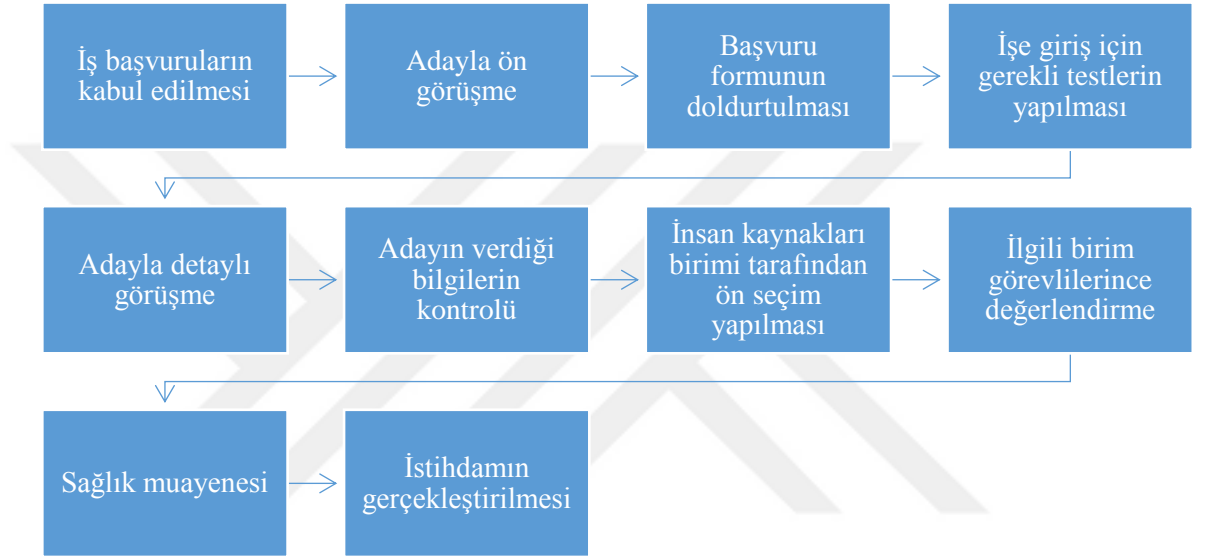 İş başvuruların
kabul edilmesi
Adayla ön
görüşme
Başvuru
formunun
doldurtulması
İşe giriş için
gerekli testlerin
yapılması
Adayla detaylı
görüşme
Adayın verdiği
bilgilerin
kontrolü
İnsan kaynakları
birimi tarafından
ön seçim
yapılması
İlgili birim
görevlilerince
değerlendirme
Sağlık muayenesi
İstihdamın
gerçekleştirilmesi